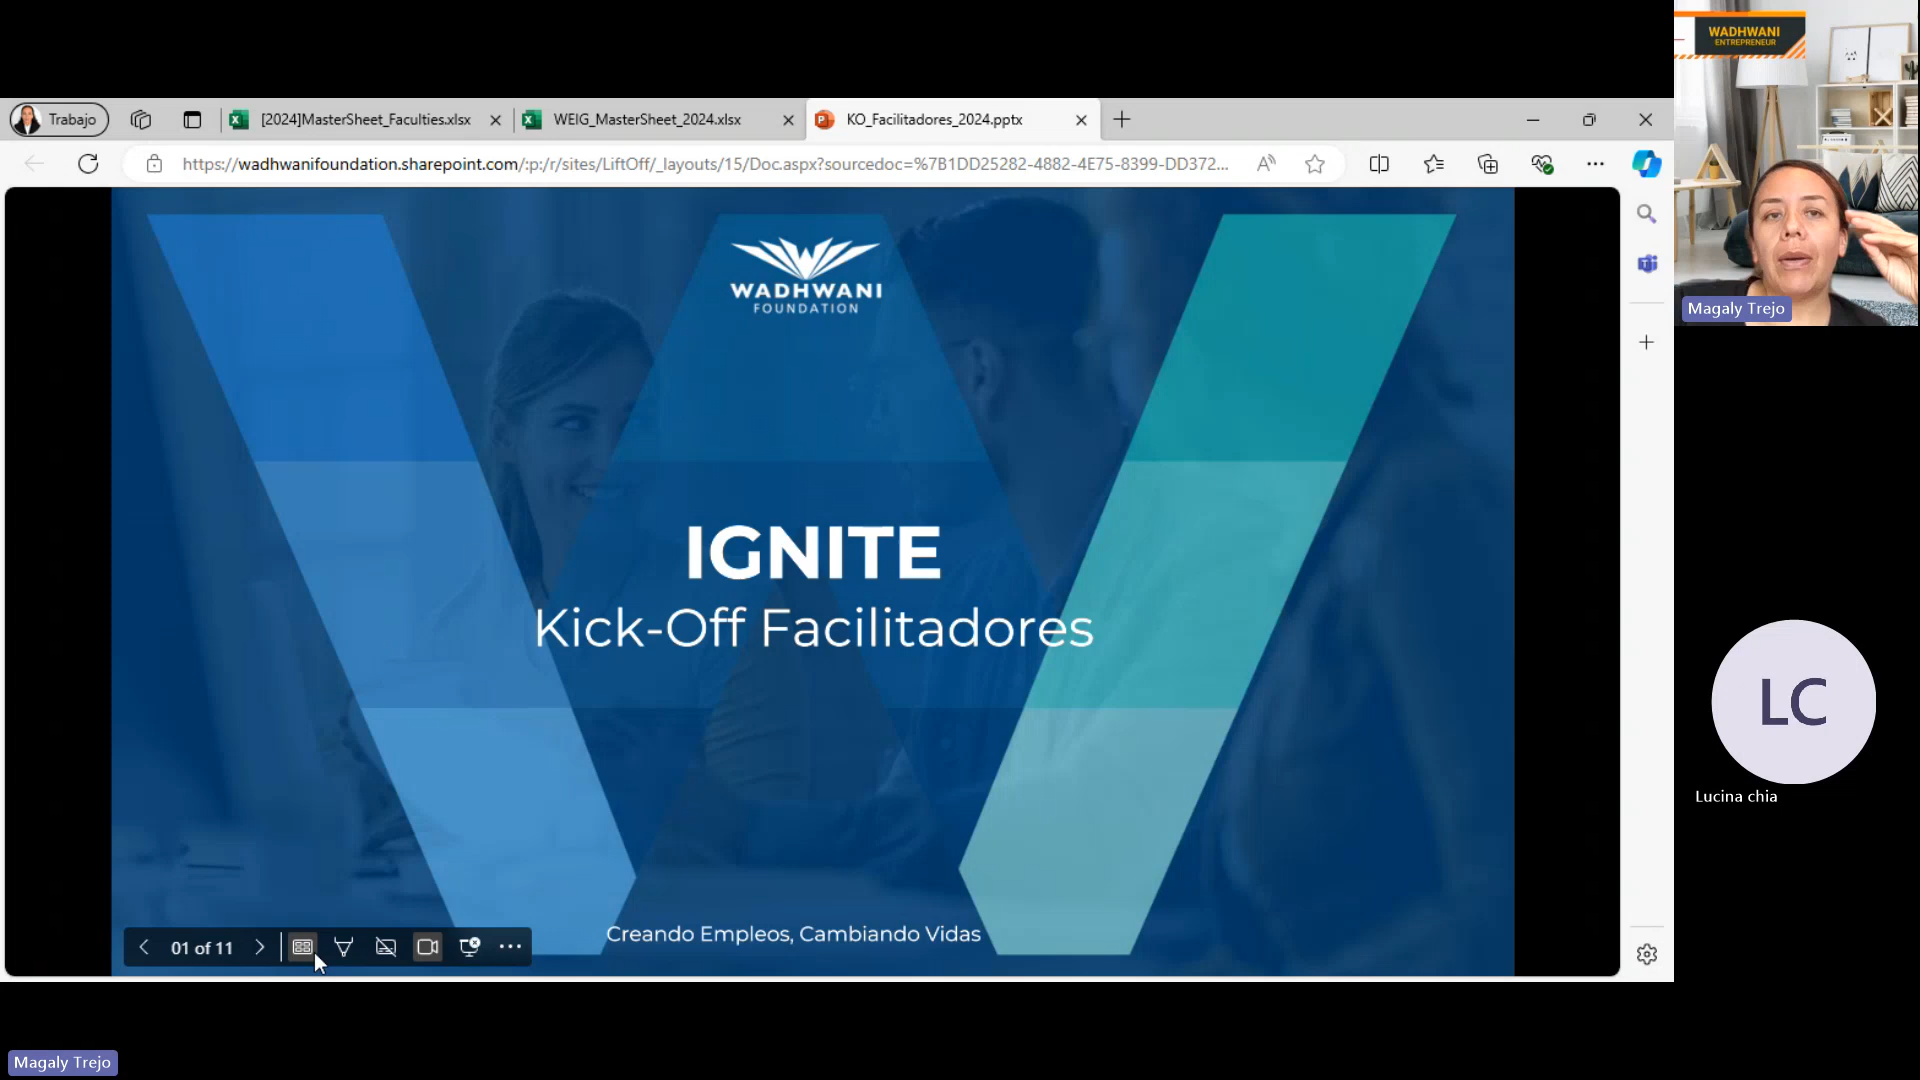 WADHWANI
ENTREPRENEUR
Trabajo
[2024]MasterSheet_Faculties.xlsx
WEIG_MasterSheet_2024.xlsx
KO_Facilitadores_2024.pptx
https://wadhwanifoundation.sharepoint.com/:p:/r/sites/LiftOff/_layouts/15/Doc.aspx?sourcedoc=%7B1DD25282-4882-4E75-8399-DD372...
WADHWANI
FOUNDATION
IGNITE
Kick-Off Facilitadores
Creando Empleos, Cambiando Vidas
01 of 11
Magaly Trejo
LC
Lucina chia
Magaly Trejo